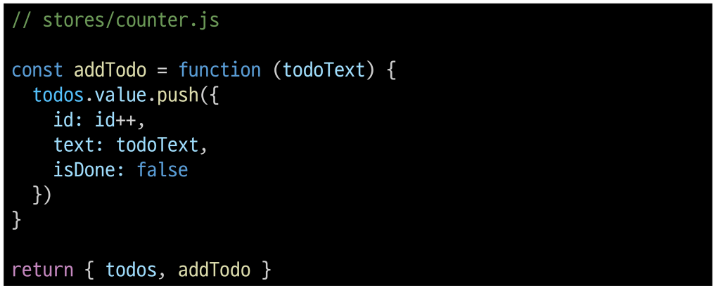 // stores/counter.js

const addTodo = function (todoText) {
  todos.value.push({
    id: id++,
    text: todoText,
    isDone: false
  })
}

return { todos, addTodo }